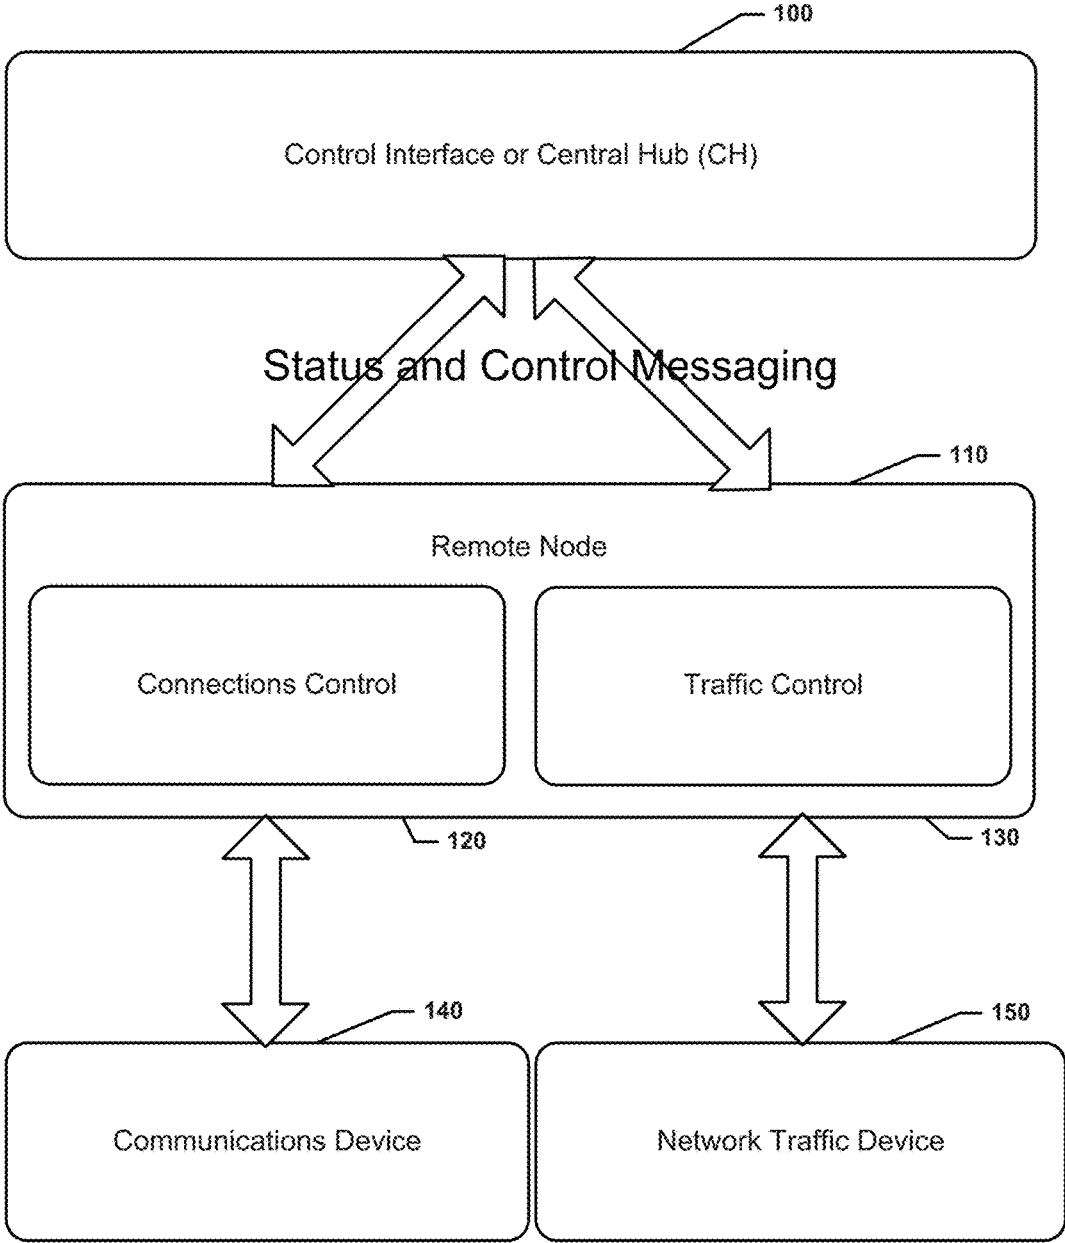 100
Control Interface or Central Hub (CH)
Status and Control Messaging
110
Remote Node
Connections Control
Traffic Control
120
130
140
150
Communications Device
Network Traffic Device